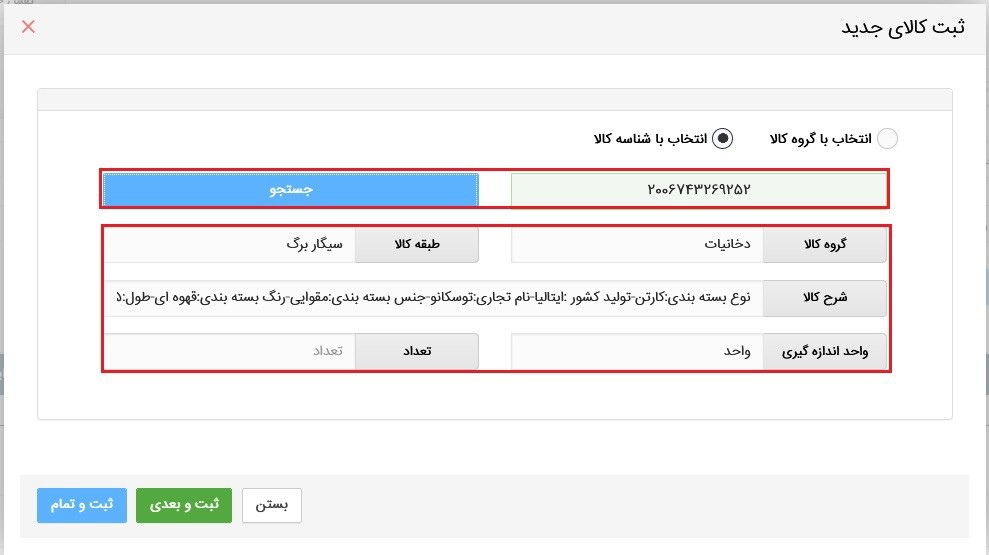 ثبت کالای جدید
انتخاب با گروه کالا انتخاب با شناسه کالا
۲۰۰۶۷۴۳۲۶۹۲۵۲ جستجو
گروه کالا دخانیات طبقه کالا سیگار برگ
شرح کالا نوع بسته بندی:کارتن-تولید کشور :ایتالیا-نام تجاری:توسکانو-جنس بسته بندی:مقوایی-رنگ بسته بندی:قهوه ای-طول:۵
واحد اندازه گیری واحد تعداد تعداد
بستن ثبت و بعدی ثبت و تمام